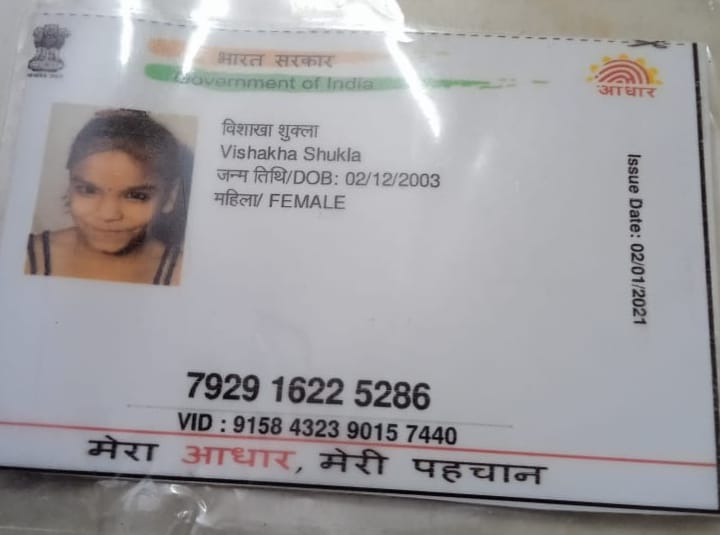 भारत सरकार
Government of India
आधार
विशाखा शुक्ला
Vishakha Shukla
जन्म तिथि/DOB: 02/12/2003
महिला/ FEMALE
Issue Date: 02/01/2021
7929 1622 5286
VID : 9158 4323 9015 7440
मेरा आधार, मेरी पहचान